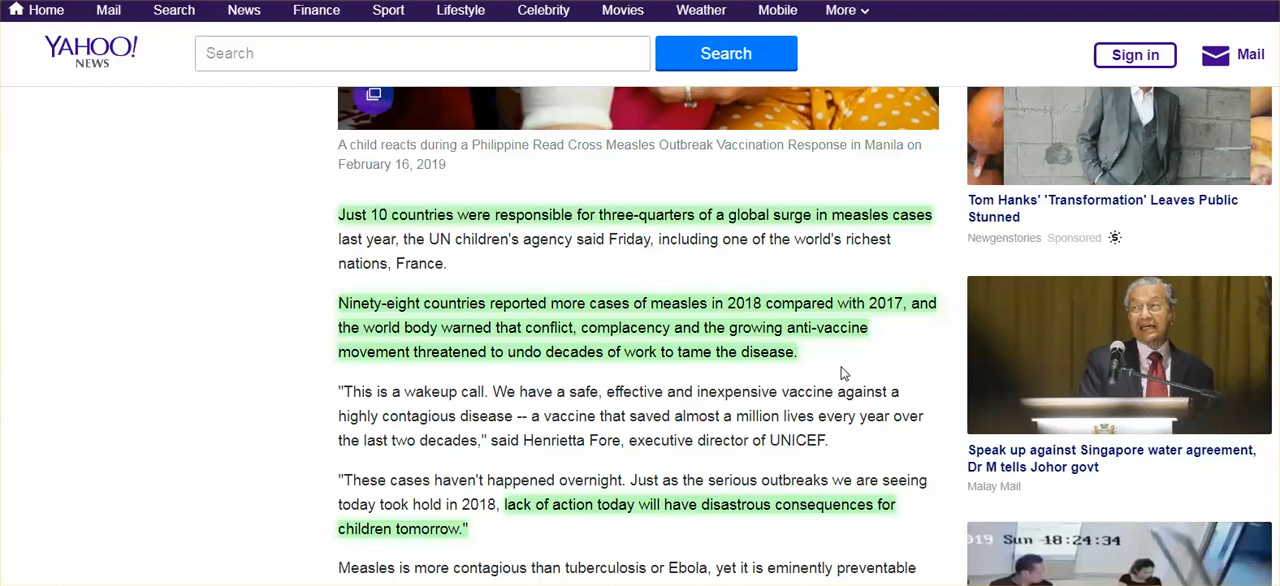 Home Mail Search News Finance Sport Lifestyle Celebrity Movies Weather Mobile More
YAHOO!
NEWS
Search
Search
Sign in
Mail
A child reacts during a Philippine Read Cross Measles Outbreak Vaccination Response in Manila on
February 16, 2019
Just 10 countries were responsible for three-quarters of a global surge in measles cases
last year, the UN children's agency said Friday, including one of the world's richest
nations, France.
Ninety-eight countries reported more cases of measles in 2018 compared with 2017, and
the world body warned that conflict, complacency and the growing anti-vaccine
movement threatened to undo decades of work to tame the disease.
"This is a wakeup call. We have a safe, effective and inexpensive vaccine against a
highly contagious disease -- a vaccine that saved almost a million lives every year over
the last two decades," said Henrietta Fore, executive director of UNICEF.
"These cases haven't happened overnight. Just as the serious outbreaks we are seeing
today took hold in 2018, lack of action today will have disastrous consequences for
children tomorrow."
Measles is more contagious than tuberculosis or Ebola, yet it is eminently preventable
Tom Hanks' 'Transformation' Leaves Public
Stunned
Newgenstories Sponsored
Speak up against Singapore water agreement,
Dr M tells Johor govt
Malay Mail
019 Sun 18:24:34